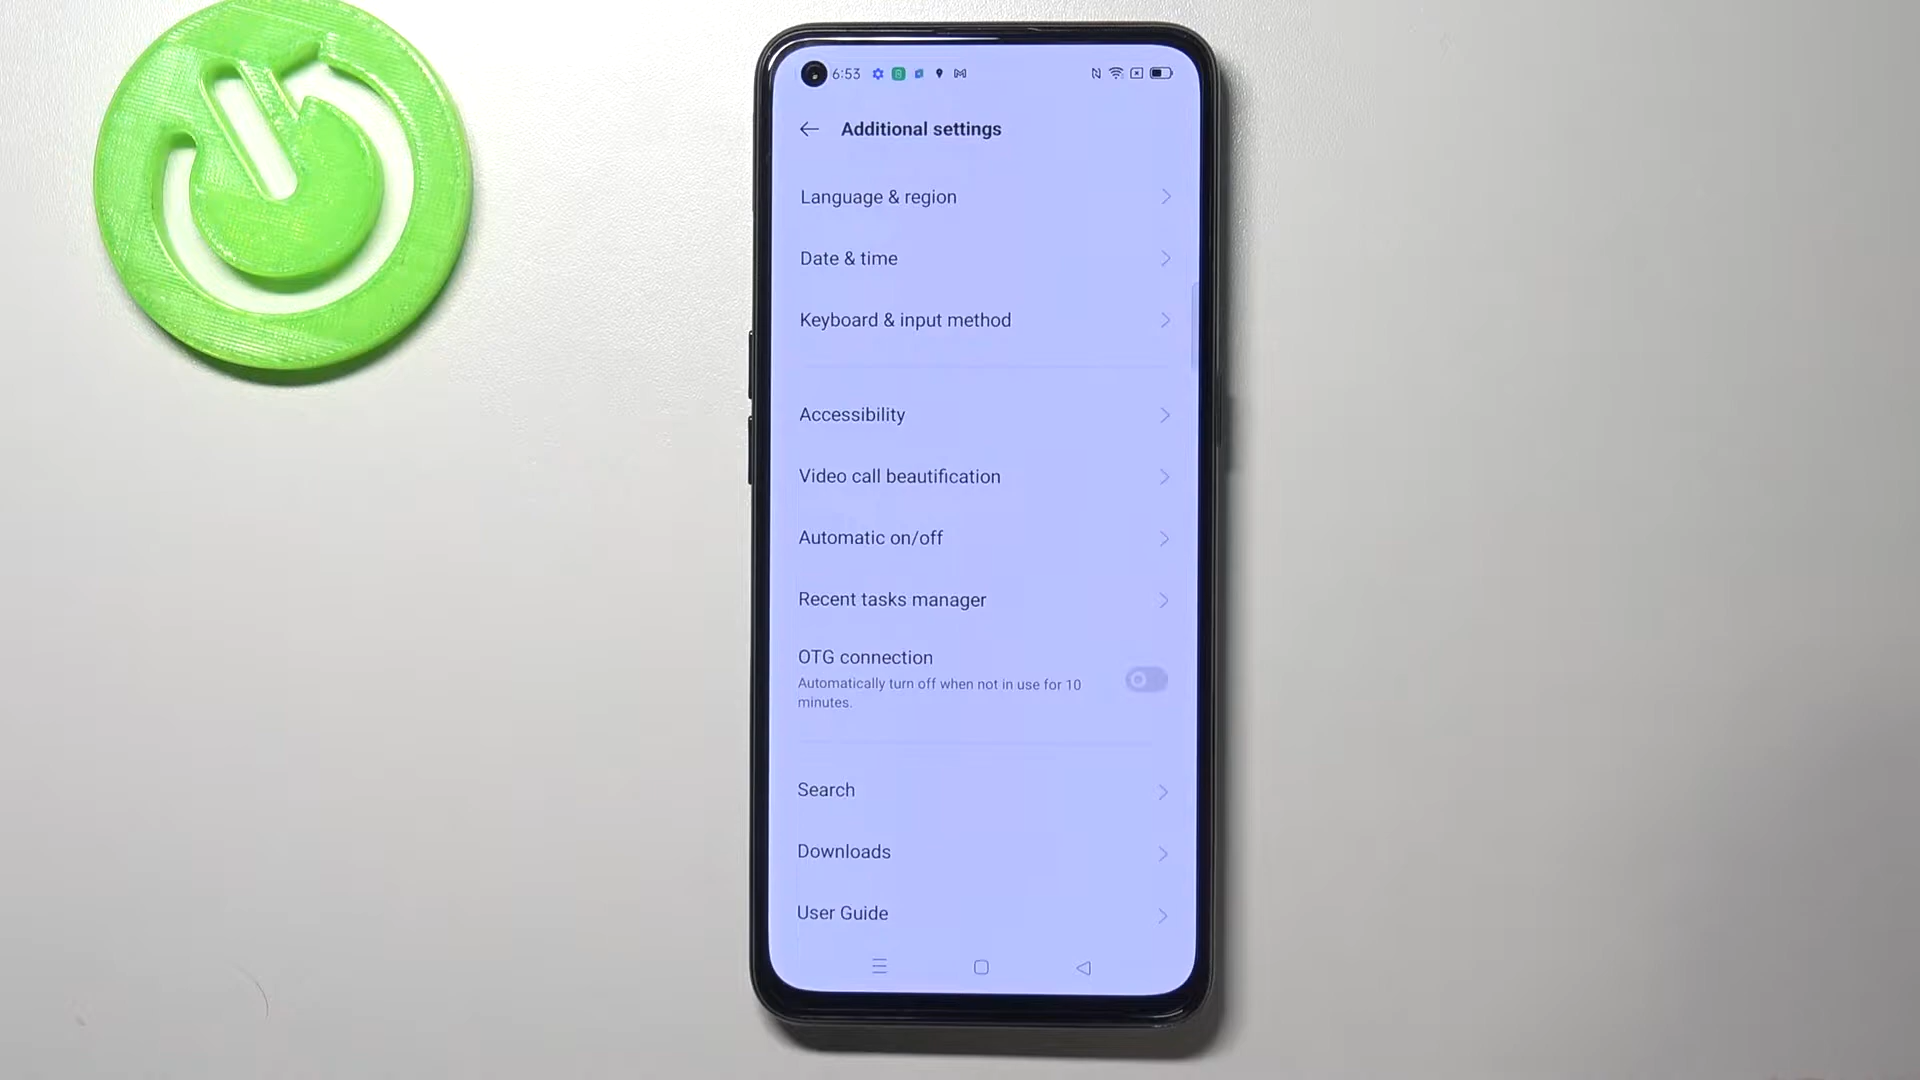 6:53
Additional settings
Language & region
Date & time
Keyboard & input method
Accessibility
Video call beautification
Automatic on/off
Recent tasks manager
OTG connection
Automatically turn off when not in use for 10
minutes.
Search
Downloads
User Guide